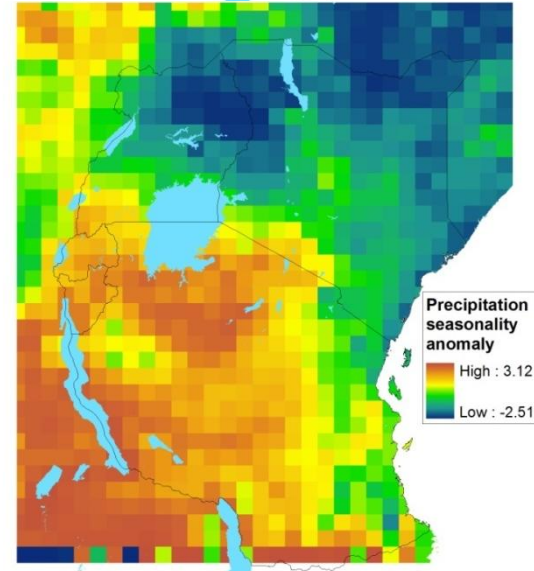 Precipitation
seasonality
anomaly
High : 3.12
Low : -2.51